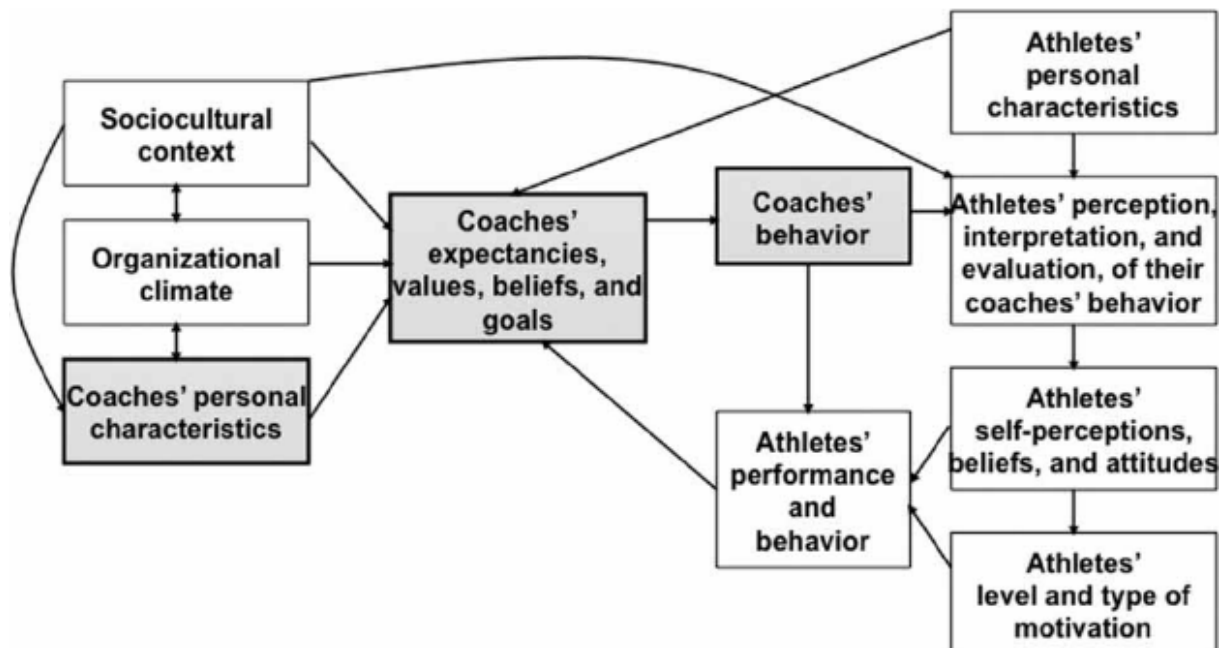 Athletes’
personal
characteristics
Sociocultural
context
Organizational
climate
Coaches’ personal
characteristics
Coaches’
expectancies,
values, beliefs, and
goals
Coaches’
behavior
Athletes’ perception,
interpretation, and
evaluation, of their
coaches’ behavior
Athletes’
performance
and
behavior
Athletes’
self-perceptions,
beliefs, and attitudes
Athletes’
level and type of
motivation